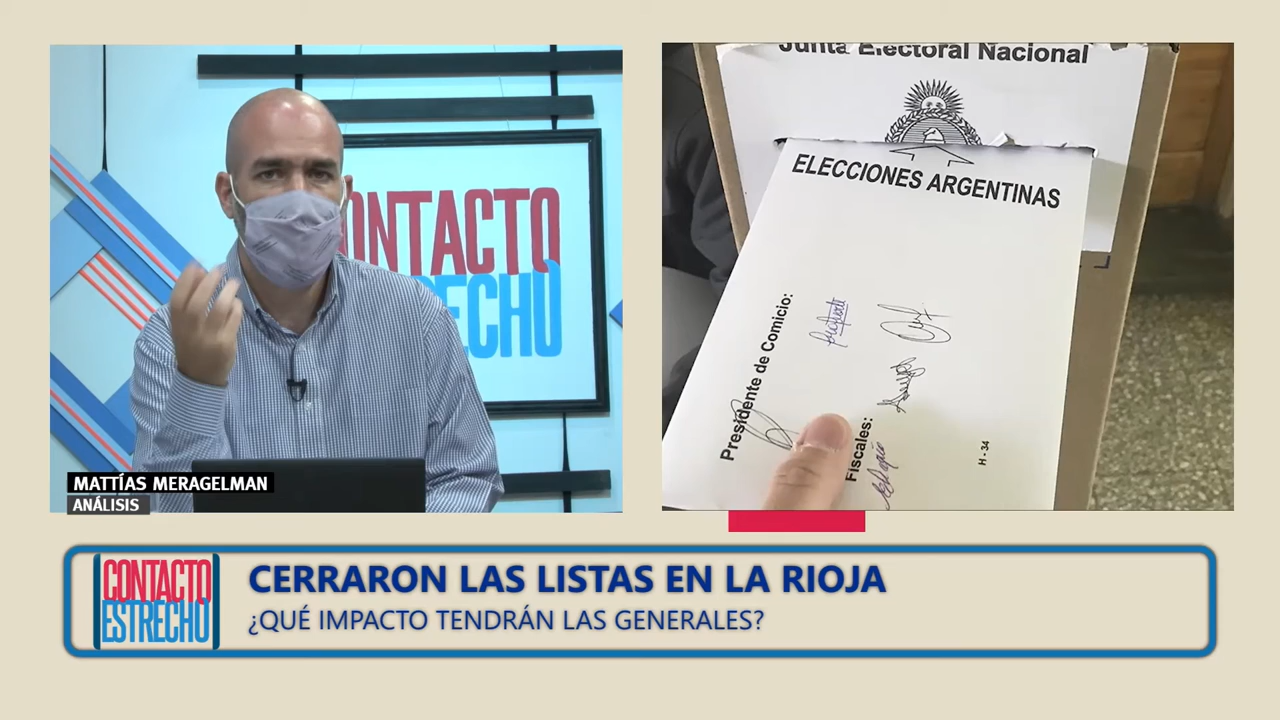 CONTACTO
ESTRECHO
MATTÍAS MERAGELMAN
ANÁLISIS
Junta Electoral Nacional
ELECCIONES ARGENTINAS
Presidente de Comicio:
Fiscales:
H - 34
CONTACTO
ESTRECHO
CERRARON LAS LISTAS EN LA RIOJA
¿QUÉ IMPACTO TENDRÁN LAS GENERALES?